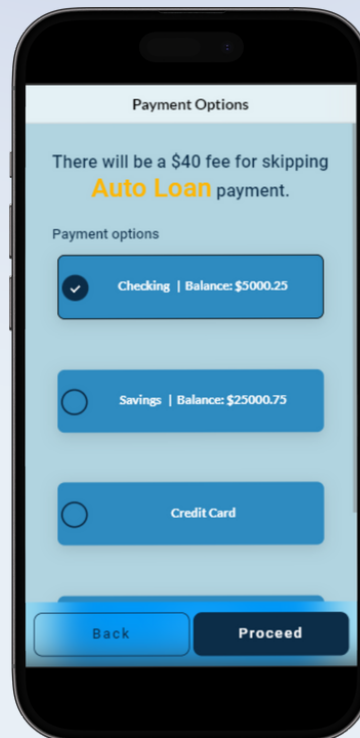 Payment Options
There will be a $40 fee for skipping
Auto Loan payment.
Payment options
Checking | Balance: $5000.25
Savings | Balance: $25000.75
Credit Card
Back
Proceed